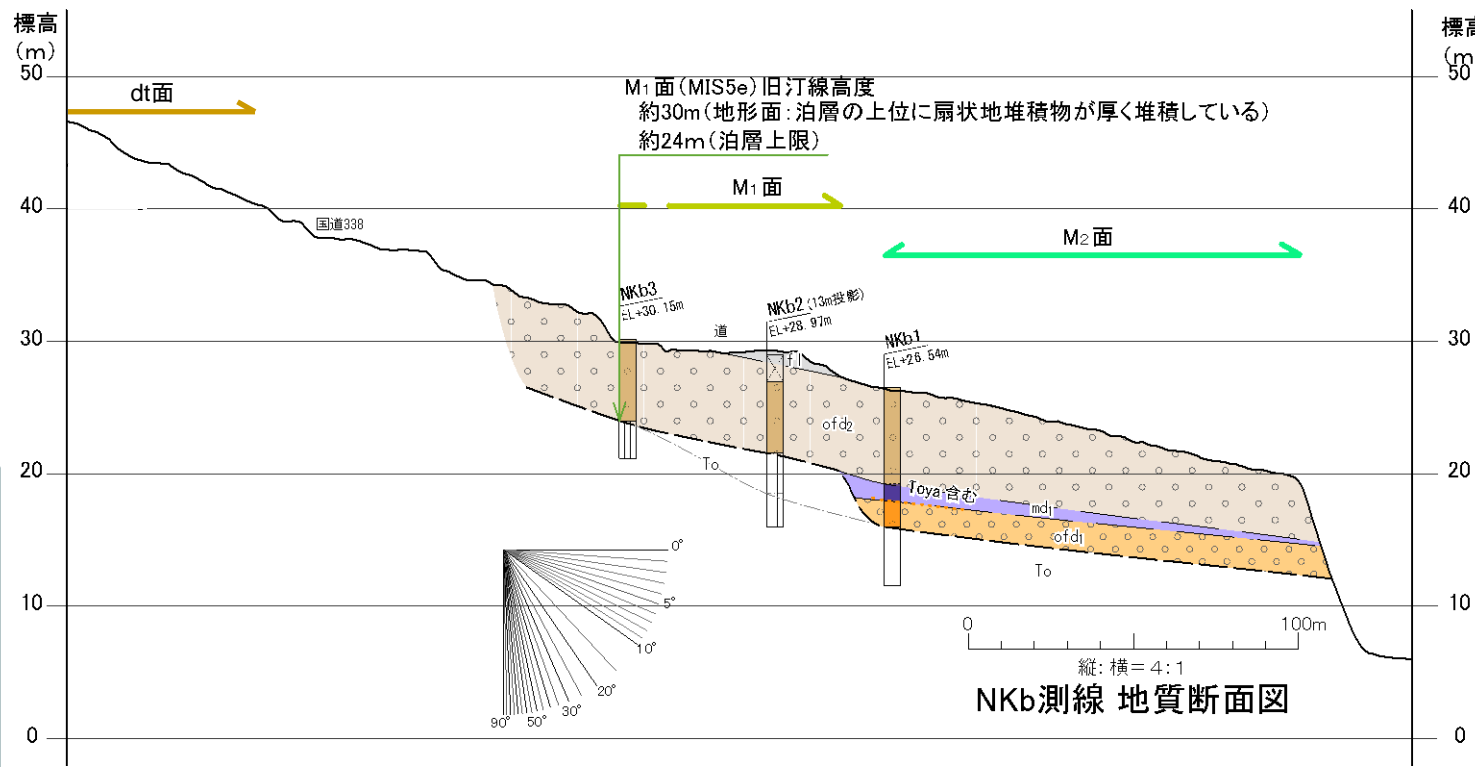 標高
(m)
標高
(m)
50
50
dt面
M₁面(MIS5e)旧汀線高度
約30m(地形面:泊層の上位に扇状地堆積物が厚く堆積している)
約24m(泊層上限)
M₁面
40
40
国道338
M₂面
NKb3
EL+30.15m
NKb2(13m投影)
EL+28.97m
道
NKb1
EL+26.54m
30
30
fl
ofd₂
To
20
20
Toya含む
md₁
ofd₁
To
0°
5°
10°
20°
30°
50°
90°
10
10
0
100m
縦:横=4:1
NKb測線 地質断面図
0
0